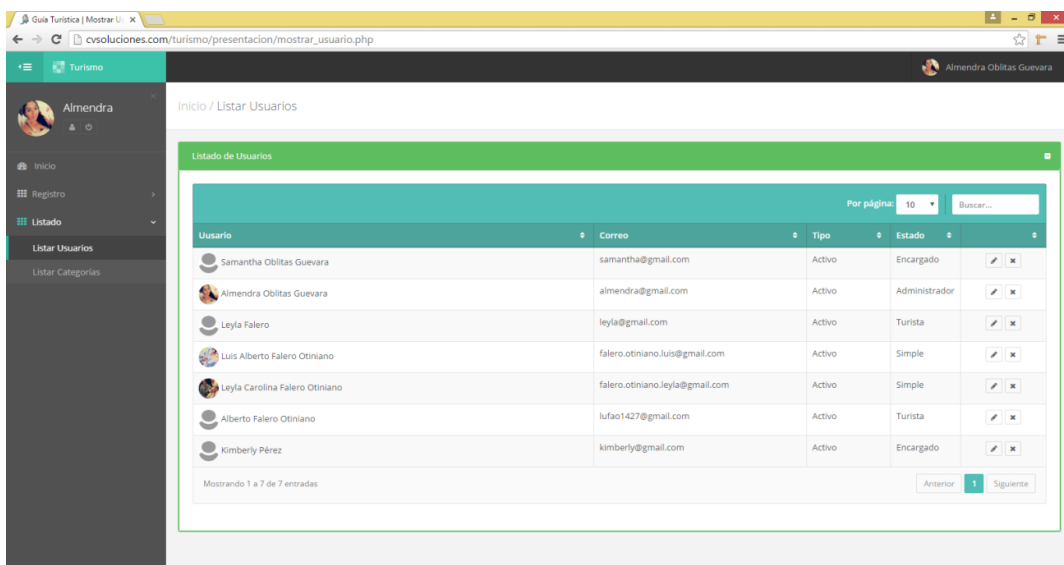 Guía Turística | Mostrar U
cvsoluciones.com/turismo/presentacion/mostrar_usuario.php
Turismo
Almendra Oblitas Guevara
Almendra
Inicio / Listar Usuarios
Inicio
Registro
Listado
Listar Usuarios
Listar Categorías
Listado de Usuarios
Por página: 10 Buscar...
Uusario Correo Tipo Estado
Samantha Oblitas Guevara samantha@gmail.com Activo Encargado
Almendra Oblitas Guevara almendra@gmail.com Activo Administrador
Leyla Falero leyla@gmail.com Activo Turista
Luis Alberto Falero Otiniano falero.otiniano.luis@gmail.com Activo Simple
Leyla Carolina Falero Otiniano falero.otiniano.leyla@gmail.com Activo Simple
Alberto Falero Otiniano lufao1427@gmail.com Activo Turista
Kimberly Pérez kimberly@gmail.com Activo Encargado
Mostrando 1 a 7 de 7 entradas
Anterior 1 Siguiente